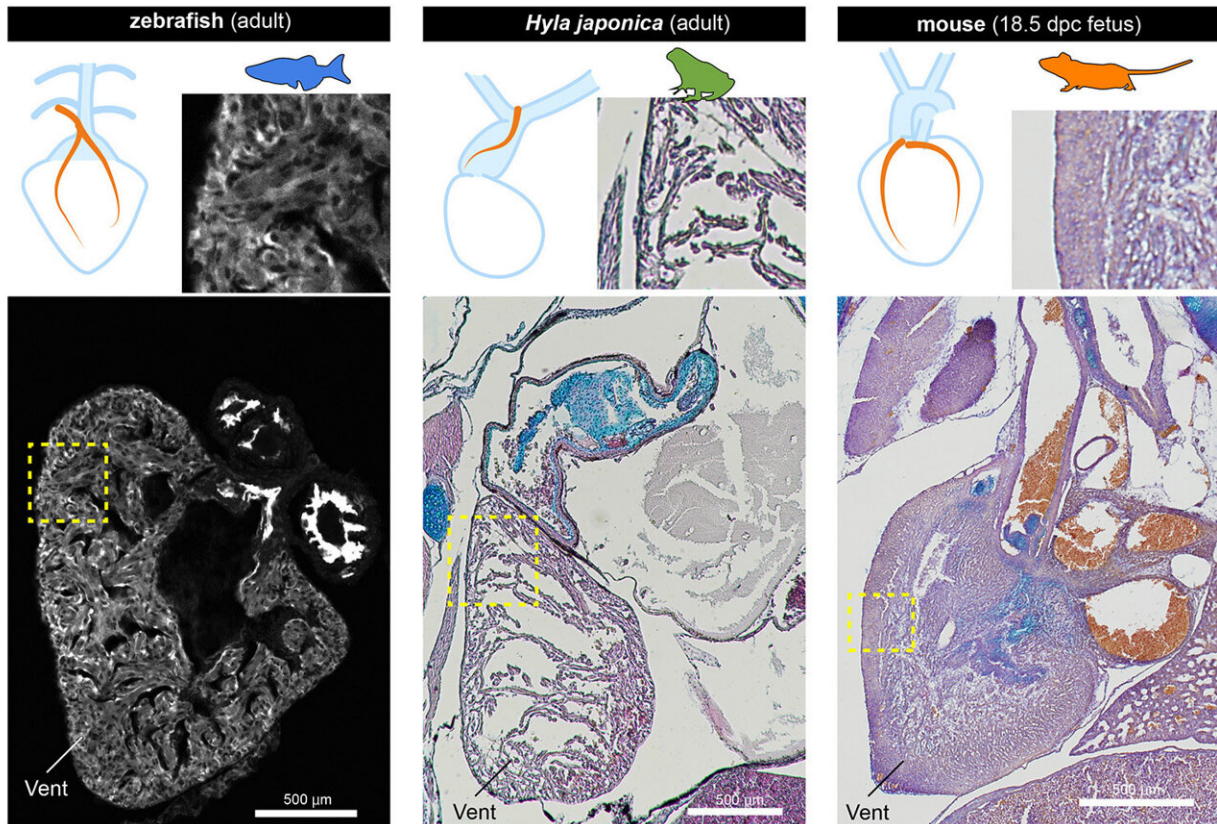 zebrafish (adult)
Hyla japonica (adult)
mouse (18.5 dpc fetus)
Vent
500 µm
Vent
500 µm
Vent
500 µm